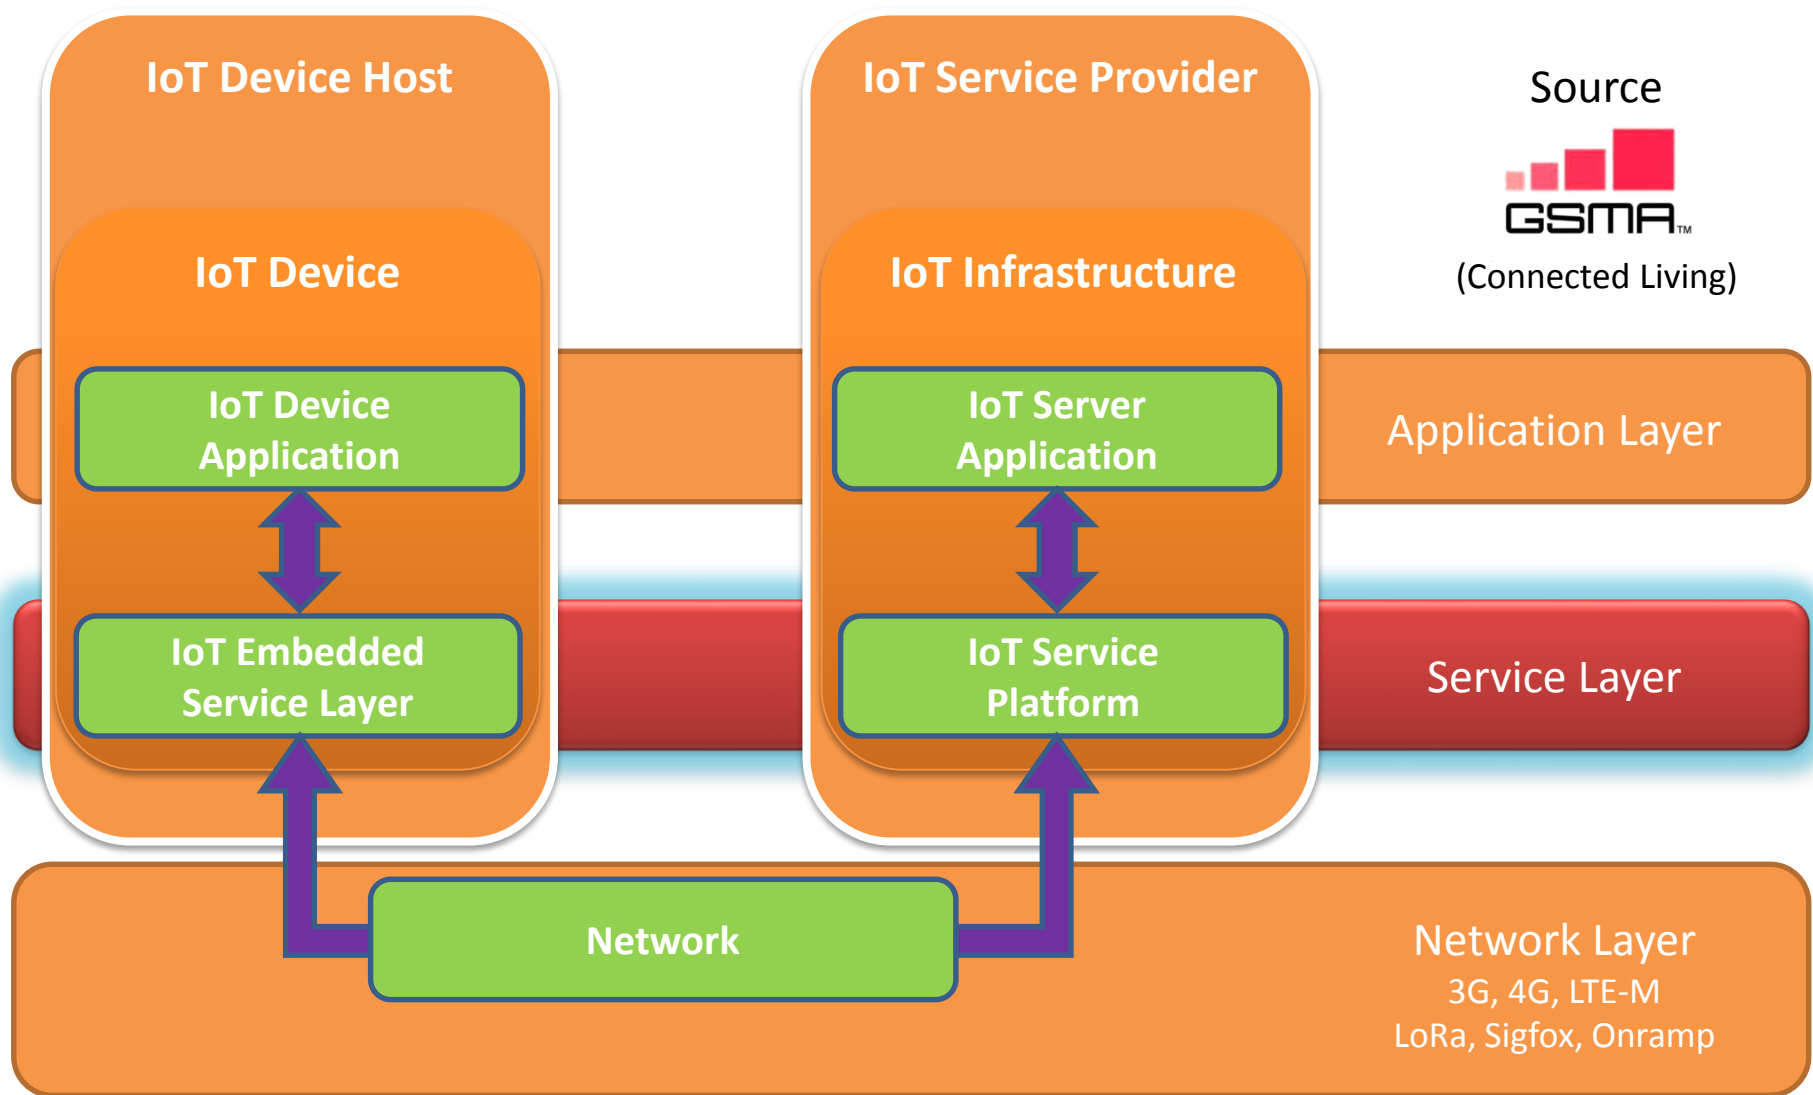 IoT Device Host
IoT Service Provider
Source
GSMA™
(Connected Living)
IoT Device
IoT Infrastructure
IoT Device
Application
IoT Server
Application
Application Layer
IoT Embedded
Service Layer
IoT Service
Platform
Service Layer
Network
Network Layer
3G, 4G, LTE-M
LoRa, Sigfox, Onramp